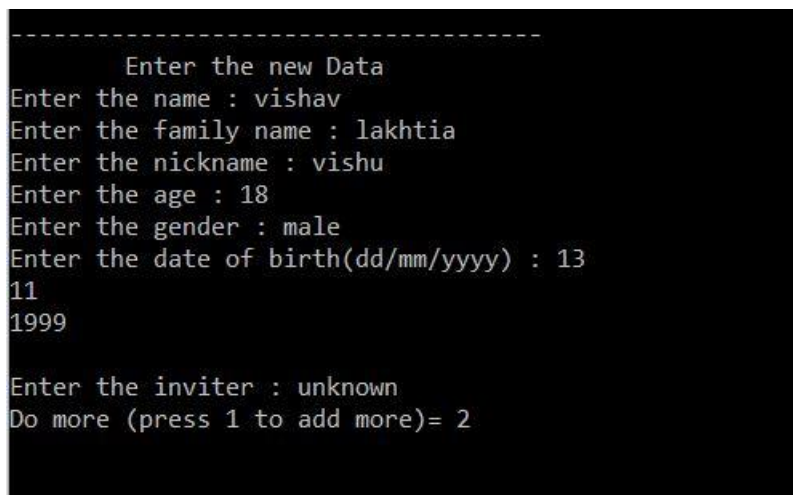 -------------------------------------
Enter the new Data
Enter the name : vishav
Enter the family name : lakhtia
Enter the nickname : vishu
Enter the age : 18
Enter the gender : male
Enter the date of birth(dd/mm/yyyy) : 13
11
1999
Enter the inviter : unknown
Do more (press 1 to add more)= 2